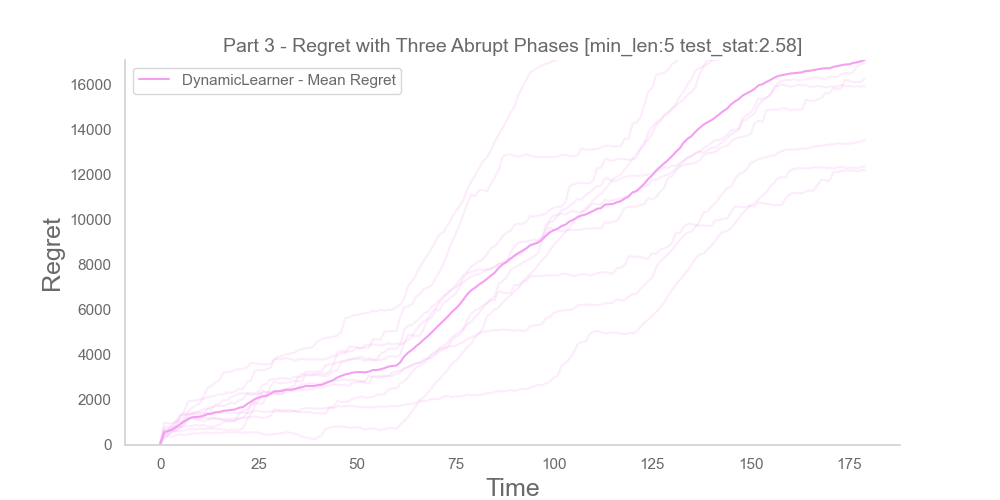 Part 3 - Regret with Three Abrupt Phases [min_len:5 test_stat:2.58]
DynamicLearner - Mean Regret
16000
14000
12000
10000
8000
6000
4000
2000
0
Regret
0 25 50 75 100 125 150 175
Time